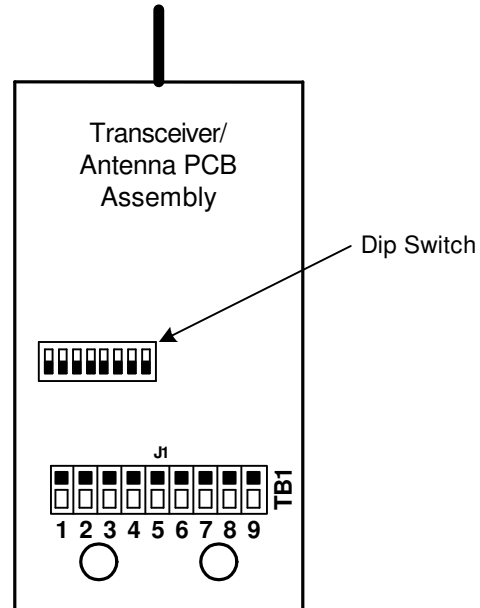 Transceiver/
Antenna PCB
Assembly
Dip Switch
J1
TB1
1 2 3 4 5 6 7 8 9